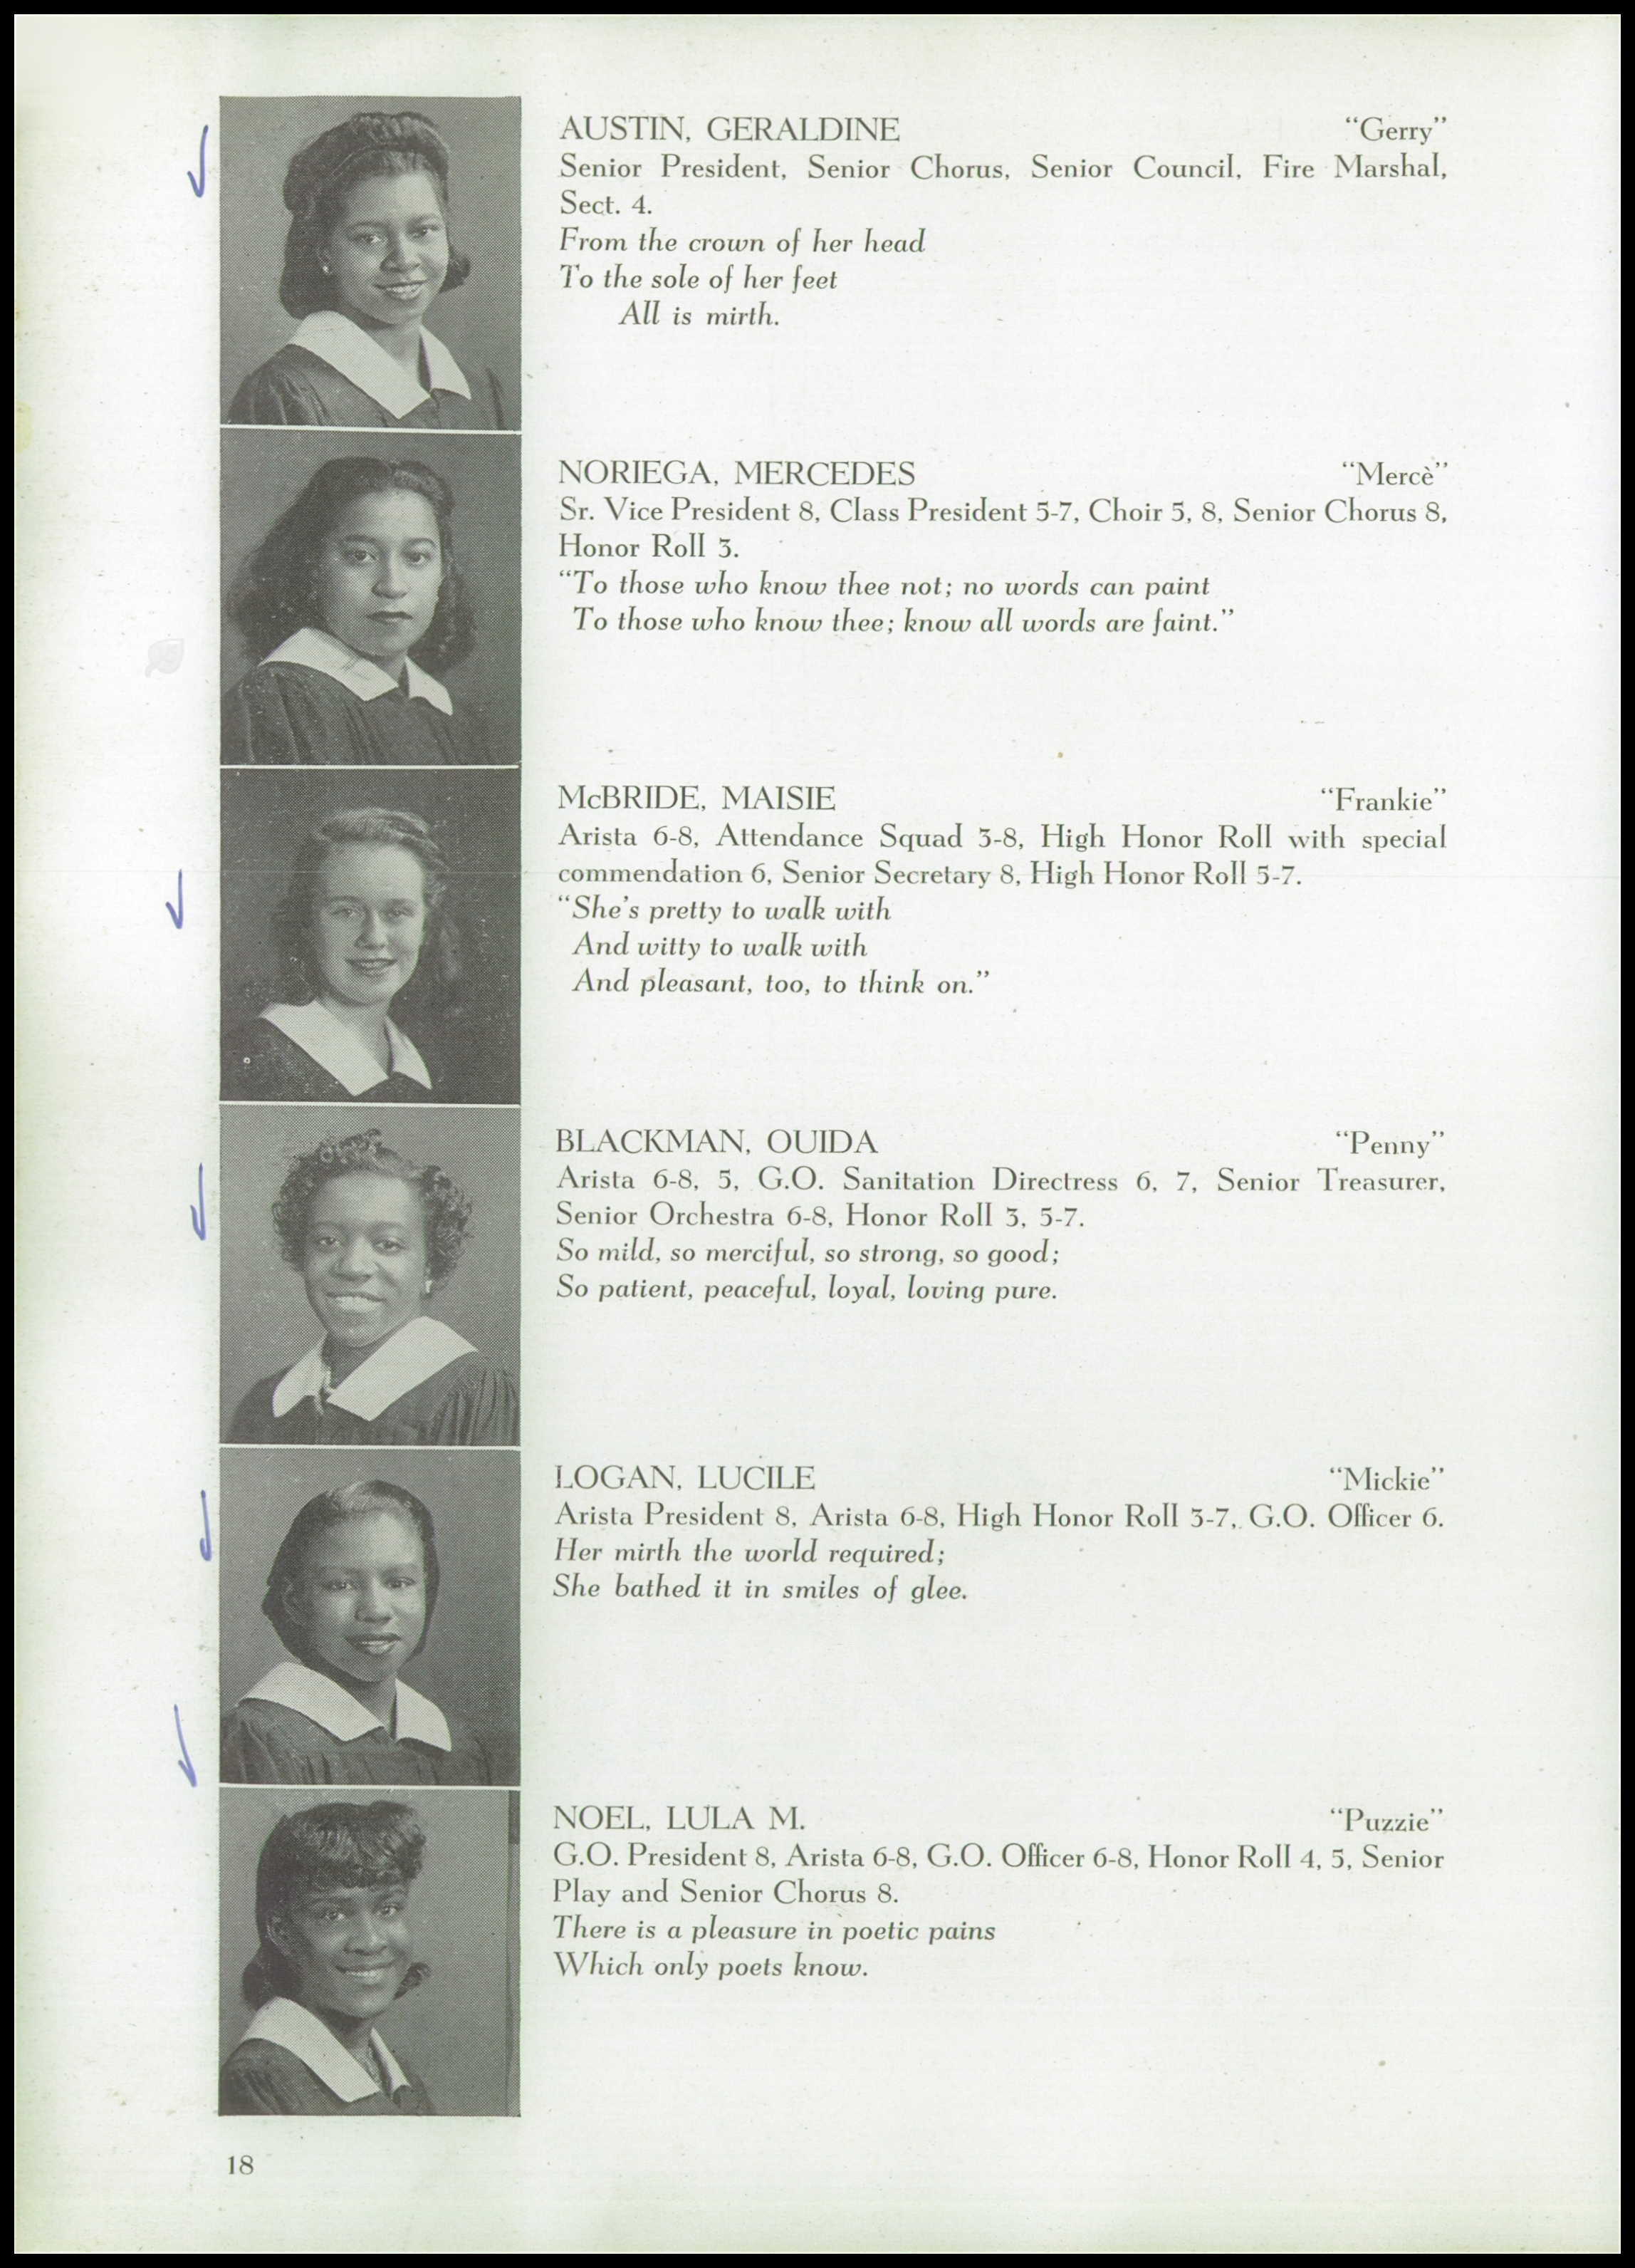 AUSTIN, GERALDINE "Gerry"
Senior President, Senior Chorus, Senior Council, Fire Marshal,
Sect. 4.
From the crown of her head
To the sole of her feet
All is mirth.
NORIEGA, MERCEDES "Mercè"
Sr. Vice President 8, Class President 5-7, Choir 5, 8, Senior Chorus 8,
Honor Roll 3.
"To those who know thee not; no words can paint
To those who know thee; know all words are faint."
McBRIDE, MAISIE "Frankie"
Arista 6-8, Attendance Squad 3-8, High Honor Roll with special
commendation 6, Senior Secretary 8, High Honor Roll 5-7.
"She's pretty to walk with
And witty to walk with
And pleasant, too, to think on."
BLACKMAN, OUIDA "Penny"
Arista 6-8, 5, G.O. Sanitation Directress 6, 7, Senior Treasurer,
Senior Orchestra 6-8, Honor Roll 3, 5-7.
So mild, so merciful, so strong, so good;
So patient, peaceful, loyal, loving pure.
LOGAN, LUCILE "Mickie"
Arista President 8, Arista 6-8, High Honor Roll 3-7, G.O. Officer 6.
Her mirth the world required;
She bathed it in smiles of glee.
NOEL, LULA M. "Puzzie"
G.O. President 8, Arista 6-8, G.O. Officer 6-8, Honor Roll 4, 5, Senior
Play and Senior Chorus 8.
There is a pleasure in poetic pains
Which only poets know.
18